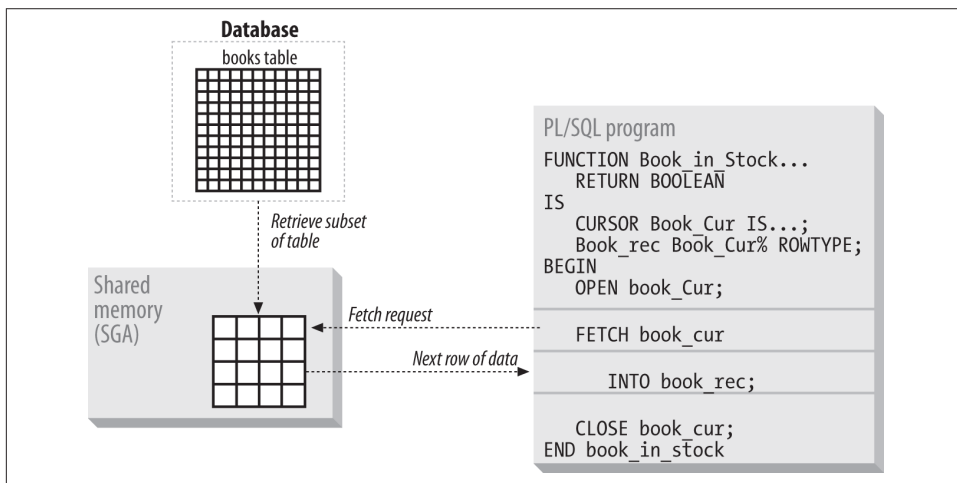 Database
books table
Retrieve subset
of table
Shared
memory
(SGA)
Fetch request
Next row of data
PL/SQL program
FUNCTION Book_in_Stock...
RETURN BOOLEAN
IS
CURSOR Book_Cur IS...;
Book_rec Book_Cur% ROWTYPE;
BEGIN
OPEN book_Cur;
FETCH book_cur
INTO book_rec;
CLOSE book_cur;
END book_in_stock